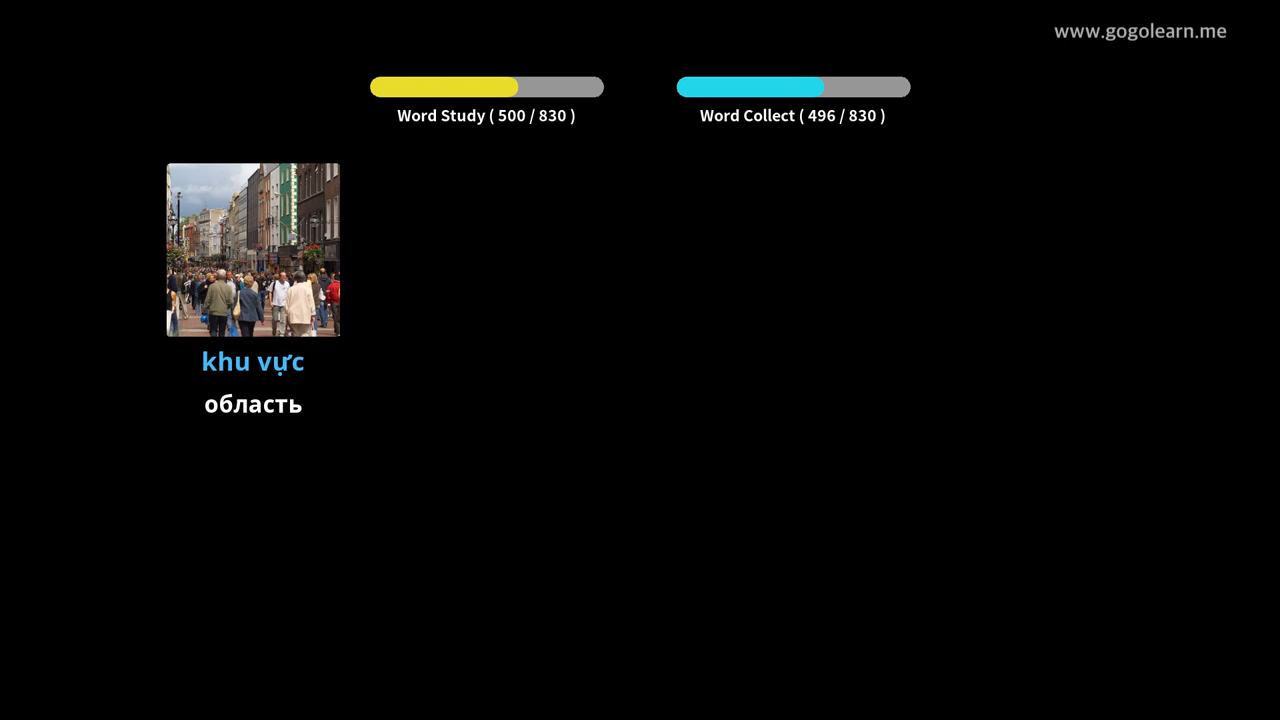 www.gogolearn.me
Word Study ( 500 / 830 )
Word Collect ( 496 / 830 )
khu vực
область